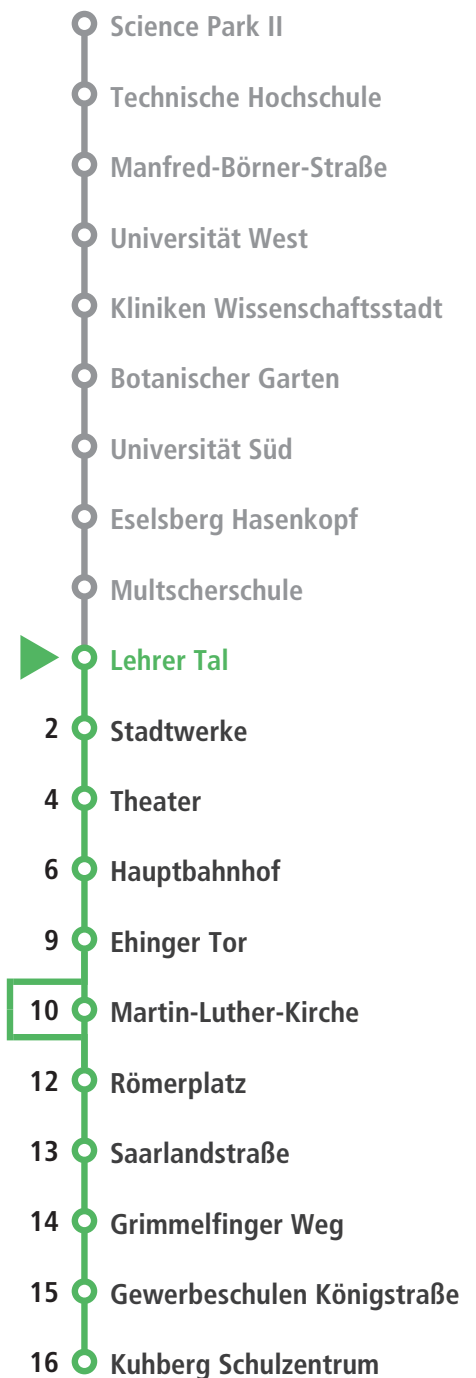 Science Park II
Technische Hochschule
Manfred-Börner-Straße
Universität West
Kliniken Wissenschaftsstadt
Botanischer Garten
Universität Süd
Eselsberg Hasenkopf
Multscherschule
Lehrer Tal
2 Stadtwerke
4 Theater
6 Hauptbahnhof
9 Ehinger Tor
10 Martin-Luther-Kirche
12 Römerplatz
13 Saarlandstraße
14 Grimmelfinger Weg
15 Gewerbeschulen Königstraße
16 Kuhberg Schulzentrum